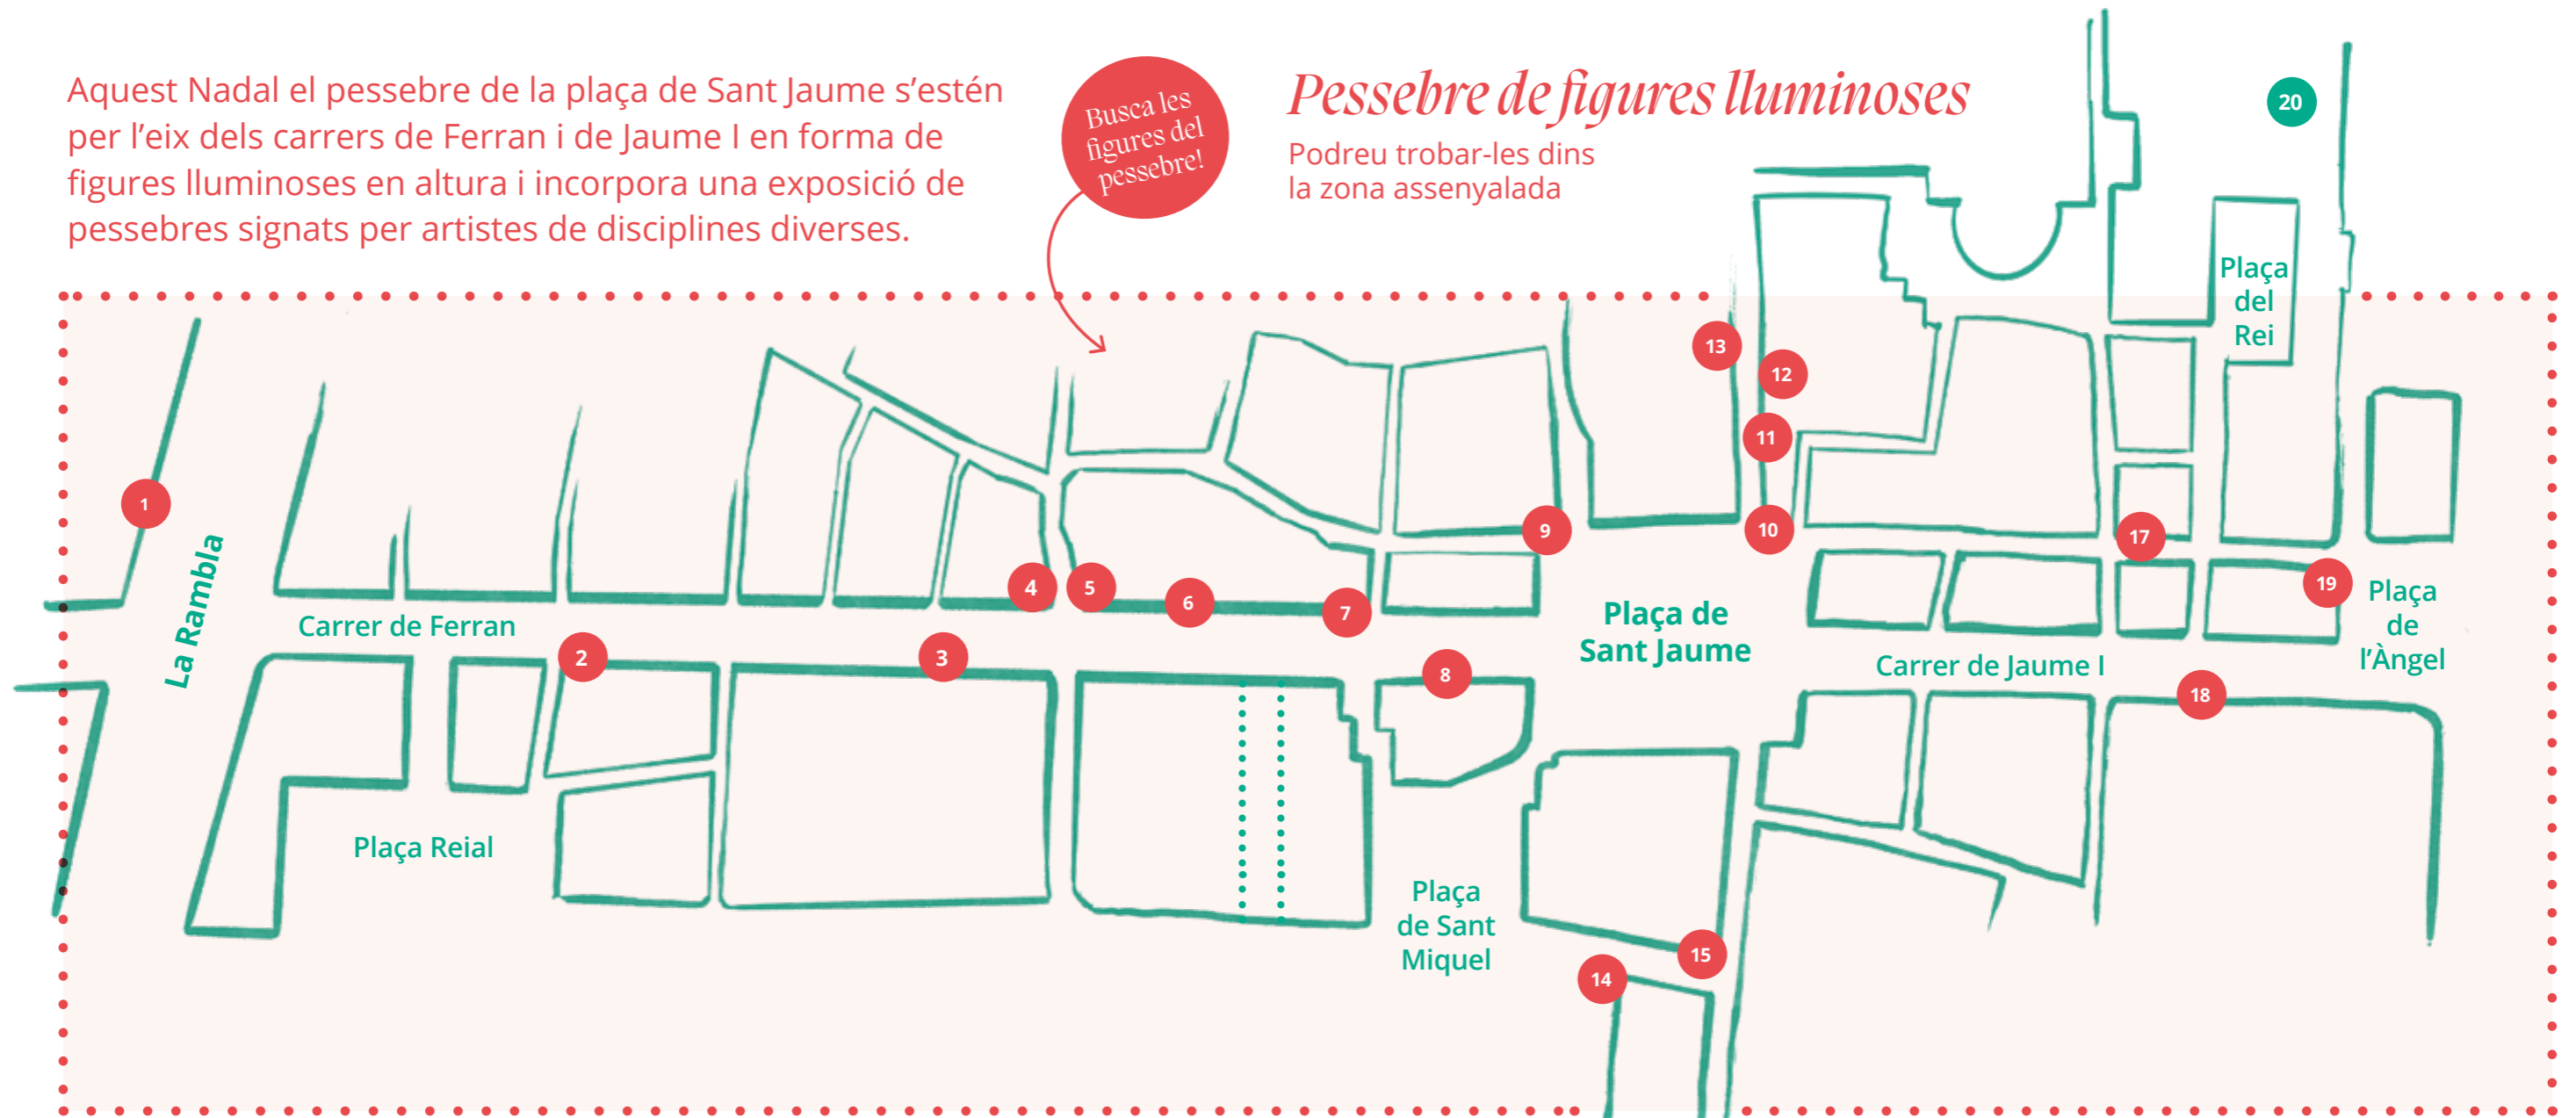 Aquest Nadal el pessebre de la plaça de Sant Jaume s’estén
per l’eix dels carrers de Ferran i de Jaume I en forma de
figures lluminoses en altura i incorpora una exposició de
pessebres signats per artistes de disciplines diverses.
Busca les
figures del
pessebre!
Pessebre de figures lluminoses
Podreu trobar-les dins
la zona assenyalada
20
Plaça
del
Rei
13
12
11
1
10
9
17
La Rambla
4
5
6
7
19
Plaça
de
l’Àngel
Carrer de Ferran
Plaça de
Sant Jaume
2
3
8
Carrer de Jaume I
18
Plaça Reial
Plaça
de Sant
Miquel
15
14